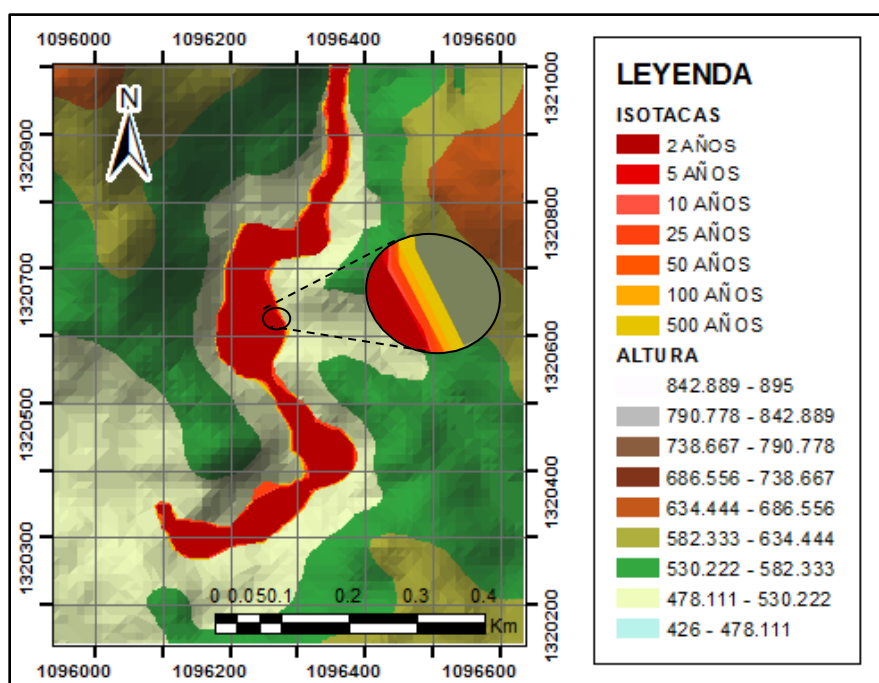 1096000 1096200 1096400 1096600
N
1320900
1320700
1320500
1320300
1321000
1320800
1320600
1320400
1320200
0 0.050.1 0.2 0.3 0.4
Km
1096000 1096200 1096400 1096600
LEYENDA
ISOTACAS
2 AÑOS
5 AÑOS
10 AÑOS
25 AÑOS
50 AÑOS
100 AÑOS
500 AÑOS
ALTURA
842.889 - 895
790.778 - 842.889
738.667 - 790.778
686.556 - 738.667
634.444 - 686.556
582.333 - 634.444
530.222 - 582.333
478.111 - 530.222
426 - 478.111